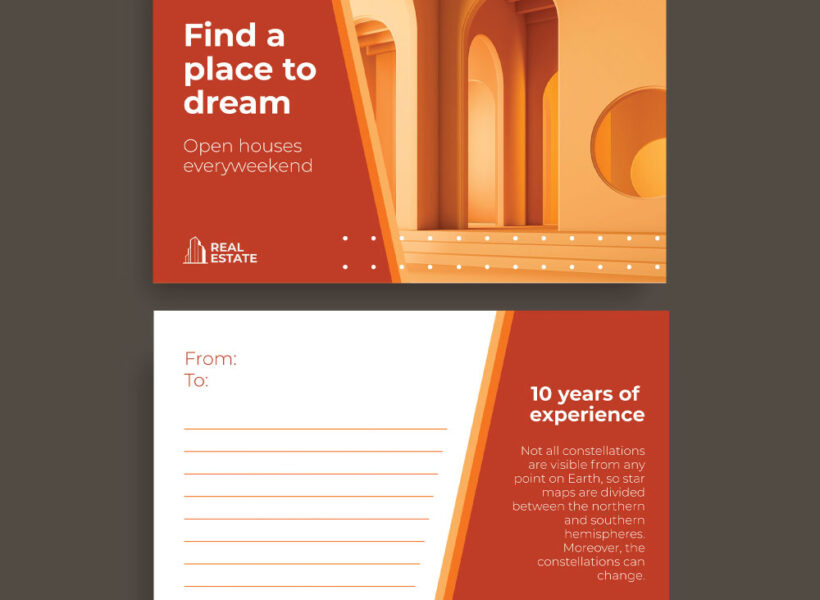 Find a
place to
dream
Open houses
everyweekend
REAL
ESTATE
From:
To:
10 years of
experience
Not all constellations
are visible from any
point on Earth, so star
maps are divided
between the northern
and southern
hemispheres.
Moreover, the
constellations can
change.